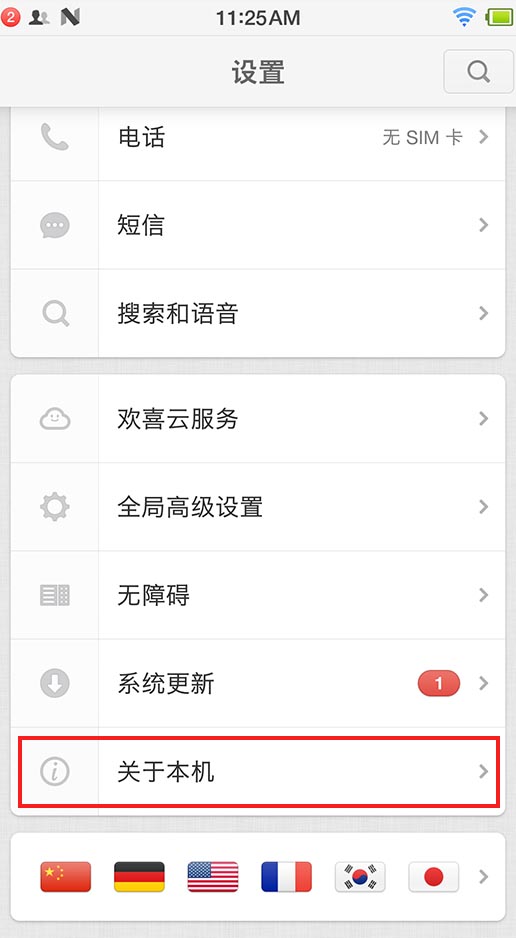 2
11:25AM
设置
电话
无 SIM 卡
短信
搜索和语音
欢喜云服务
全局高级设置
无障碍
系统更新
1
关于本机